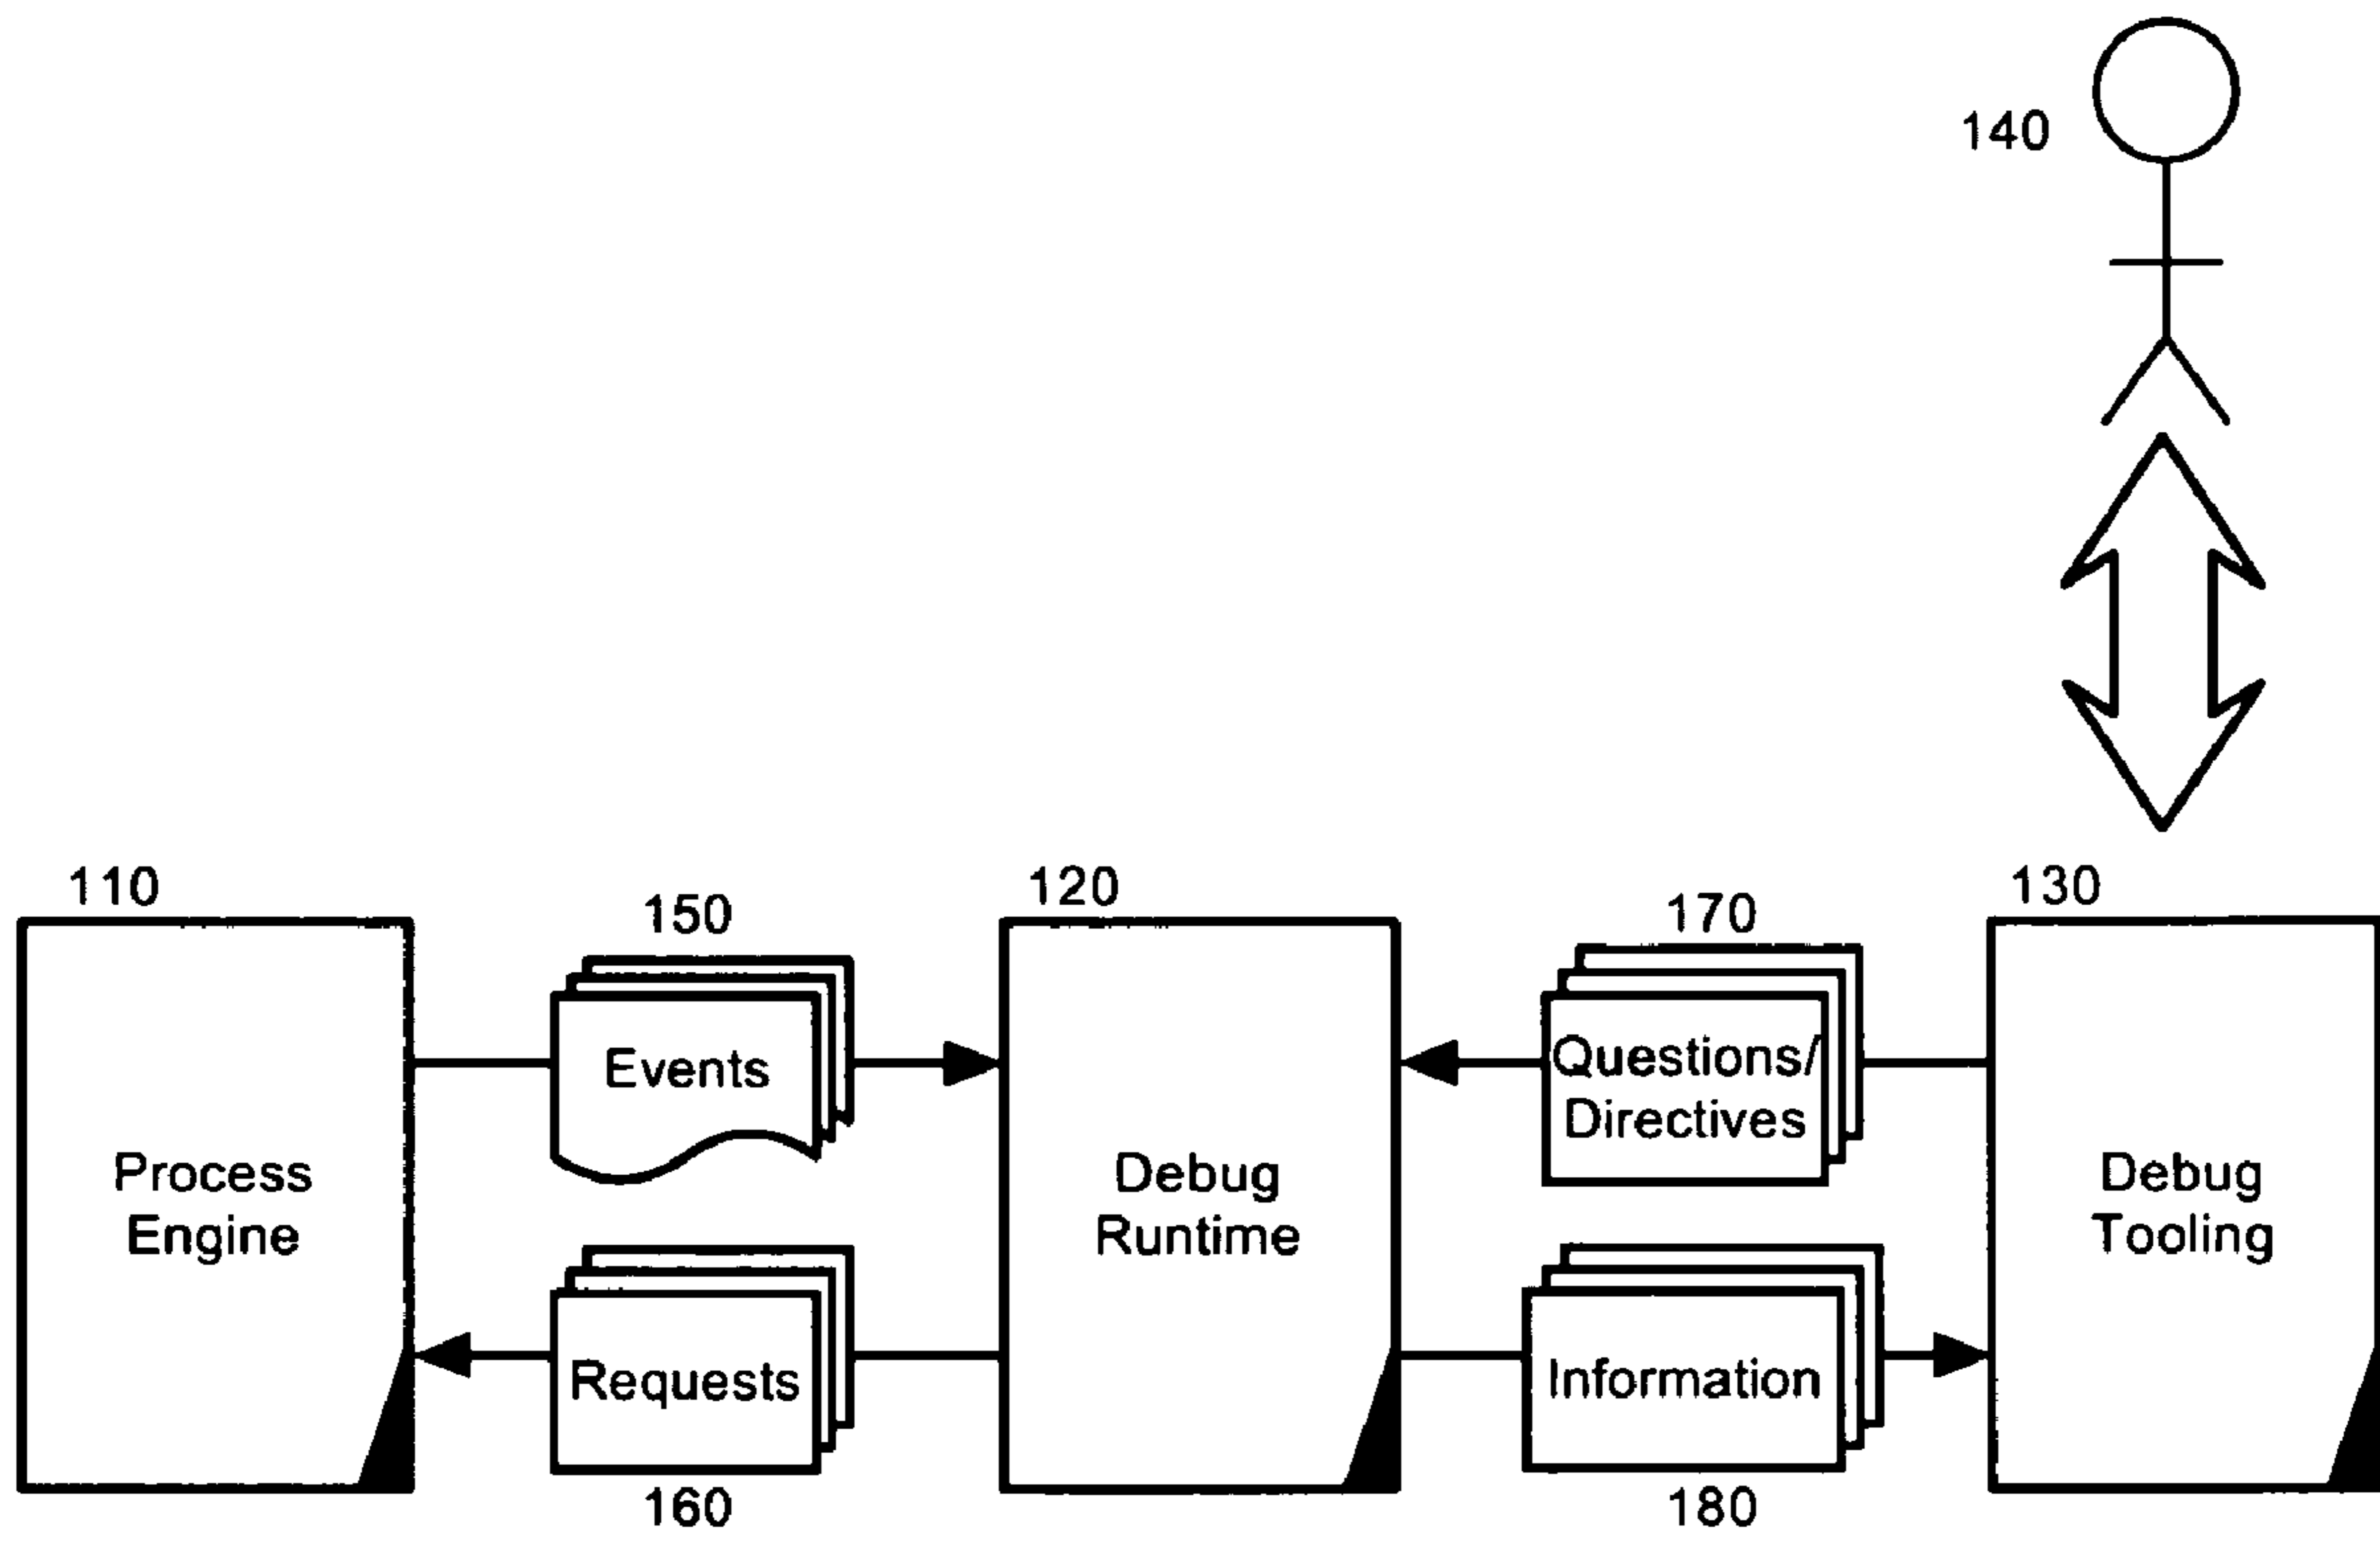 140
110
150
120
170
130
Events
Questions/
Directives
Process
Engine
Debug
Runtime
Debug
Tooling
Requests
Information
160
180